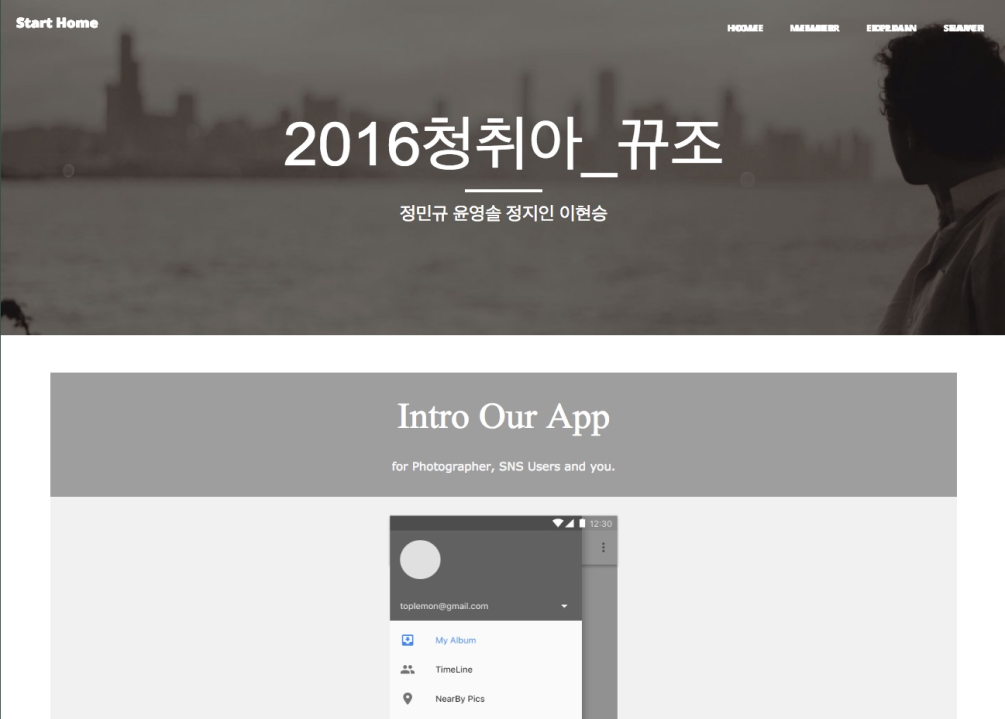 Start Home
2016청취아_뀨조
정민규 윤영솔 정지인 이현승
Intro Our App
for Photographer, SNS Users and you.
12:30
toplemon@gmail.com
My Album
TimeLine
NearBy Pics